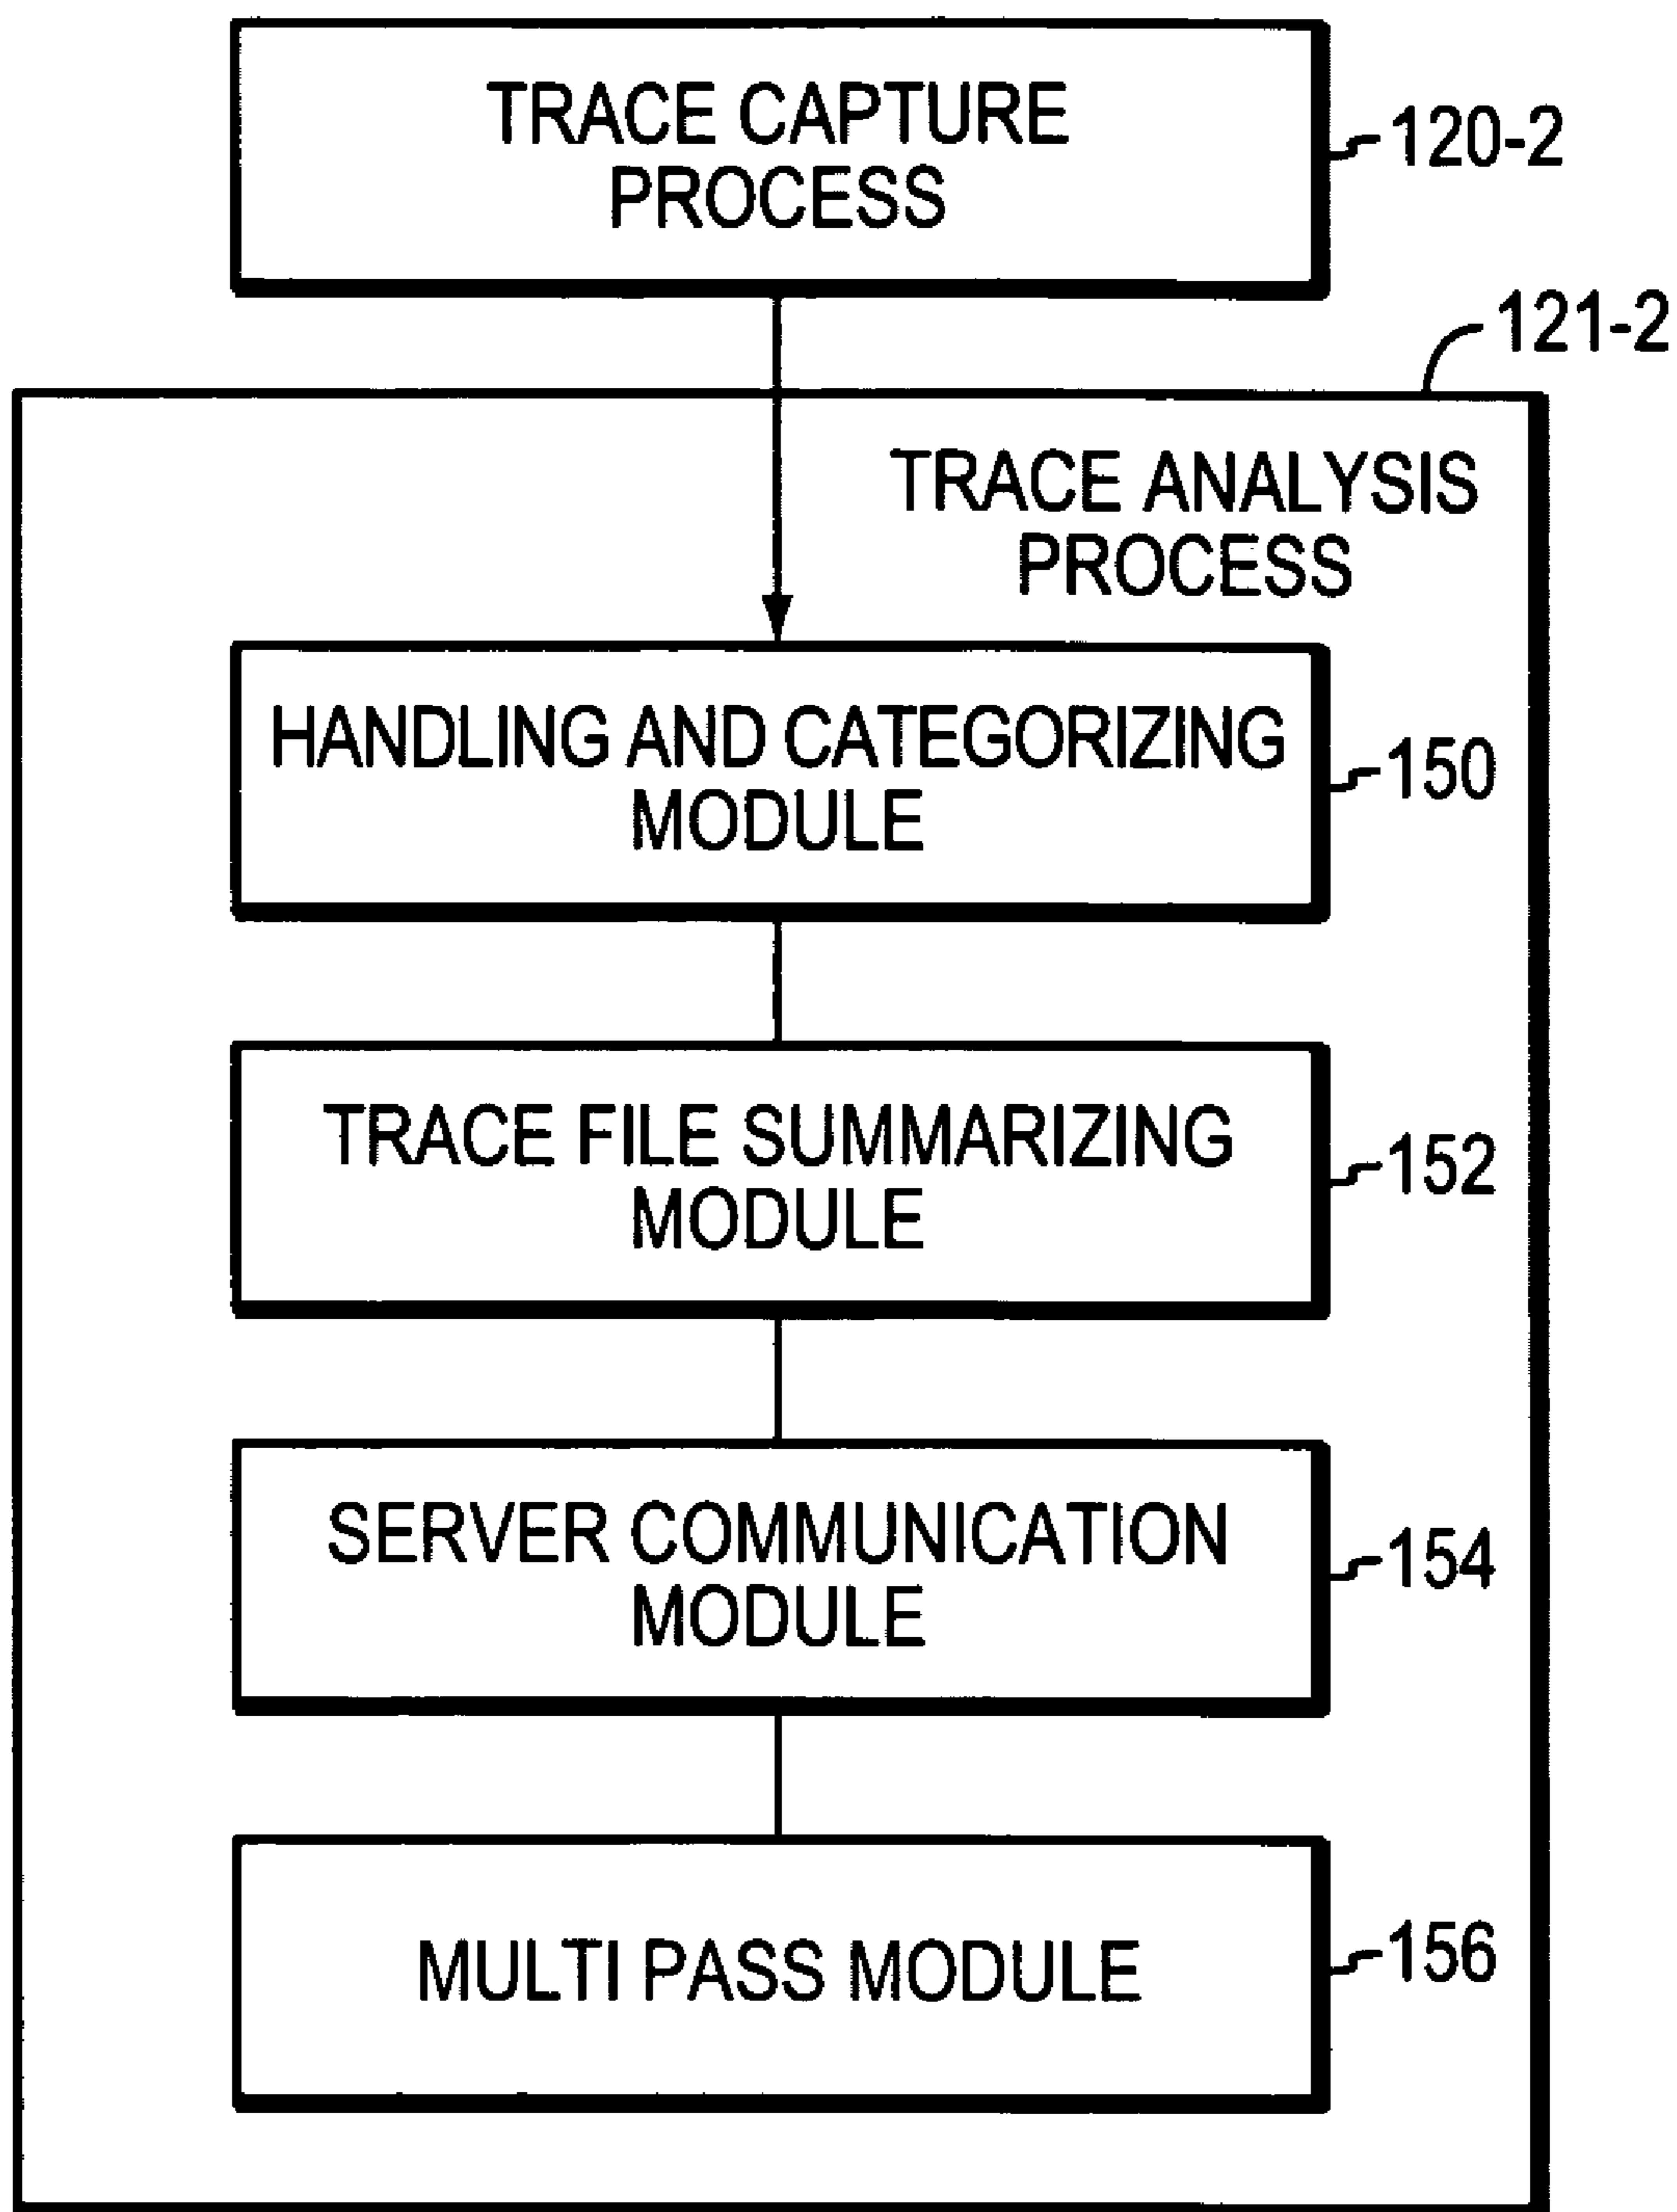 TRACE CAPTURE
PROCESS
120-2
121-2
TRACE ANALYSIS
PROCESS
HANDLING AND CATEGORIZING
MODULE
150
TRACE FILE SUMMARIZING
MODULE
152
SERVER COMMUNICATION
MODULE
154
MULTI PASS MODULE
156